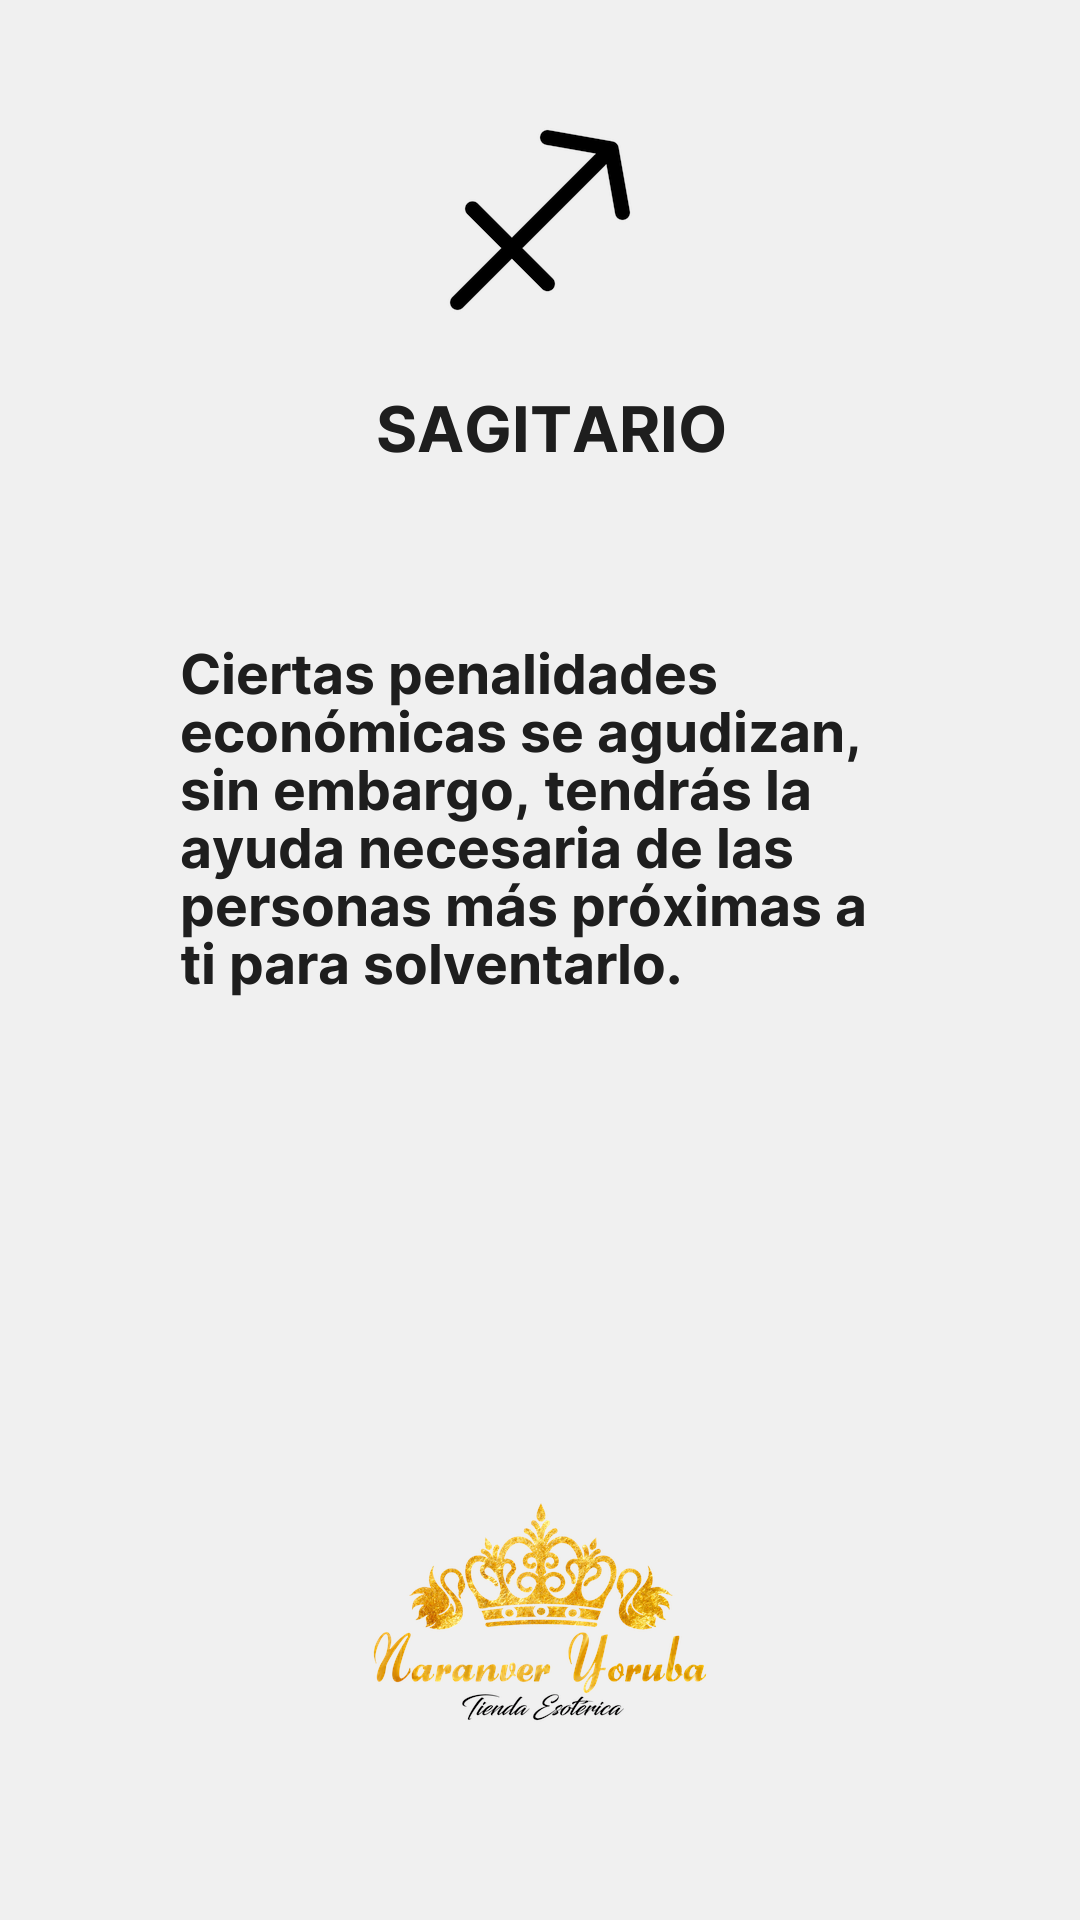 SAGITARIO
Ciertas penalidades
económicas se agudizan,
sin embargo, tendrás la
ayuda necesaria de las
personas más próximas a
ti para solventarlo.
Naranver Yoruba
Tienda Esotérica